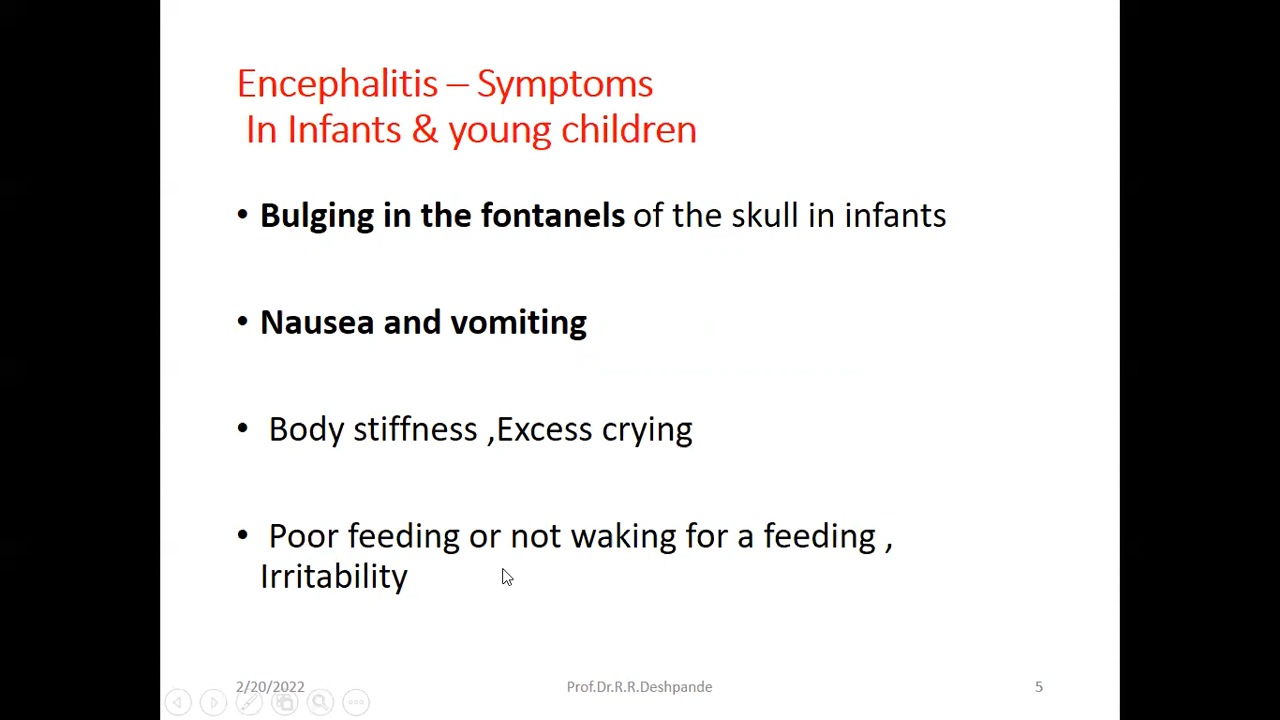 Encephalitis – Symptoms
In Infants & young children
• Bulging in the fontanels of the skull in infants
• Nausea and vomiting
• Body stiffness ,Excess crying
• Poor feeding or not waking for a feeding ,
Irritability
2/20/2022 Prof.Dr.R.R.Deshpande 5